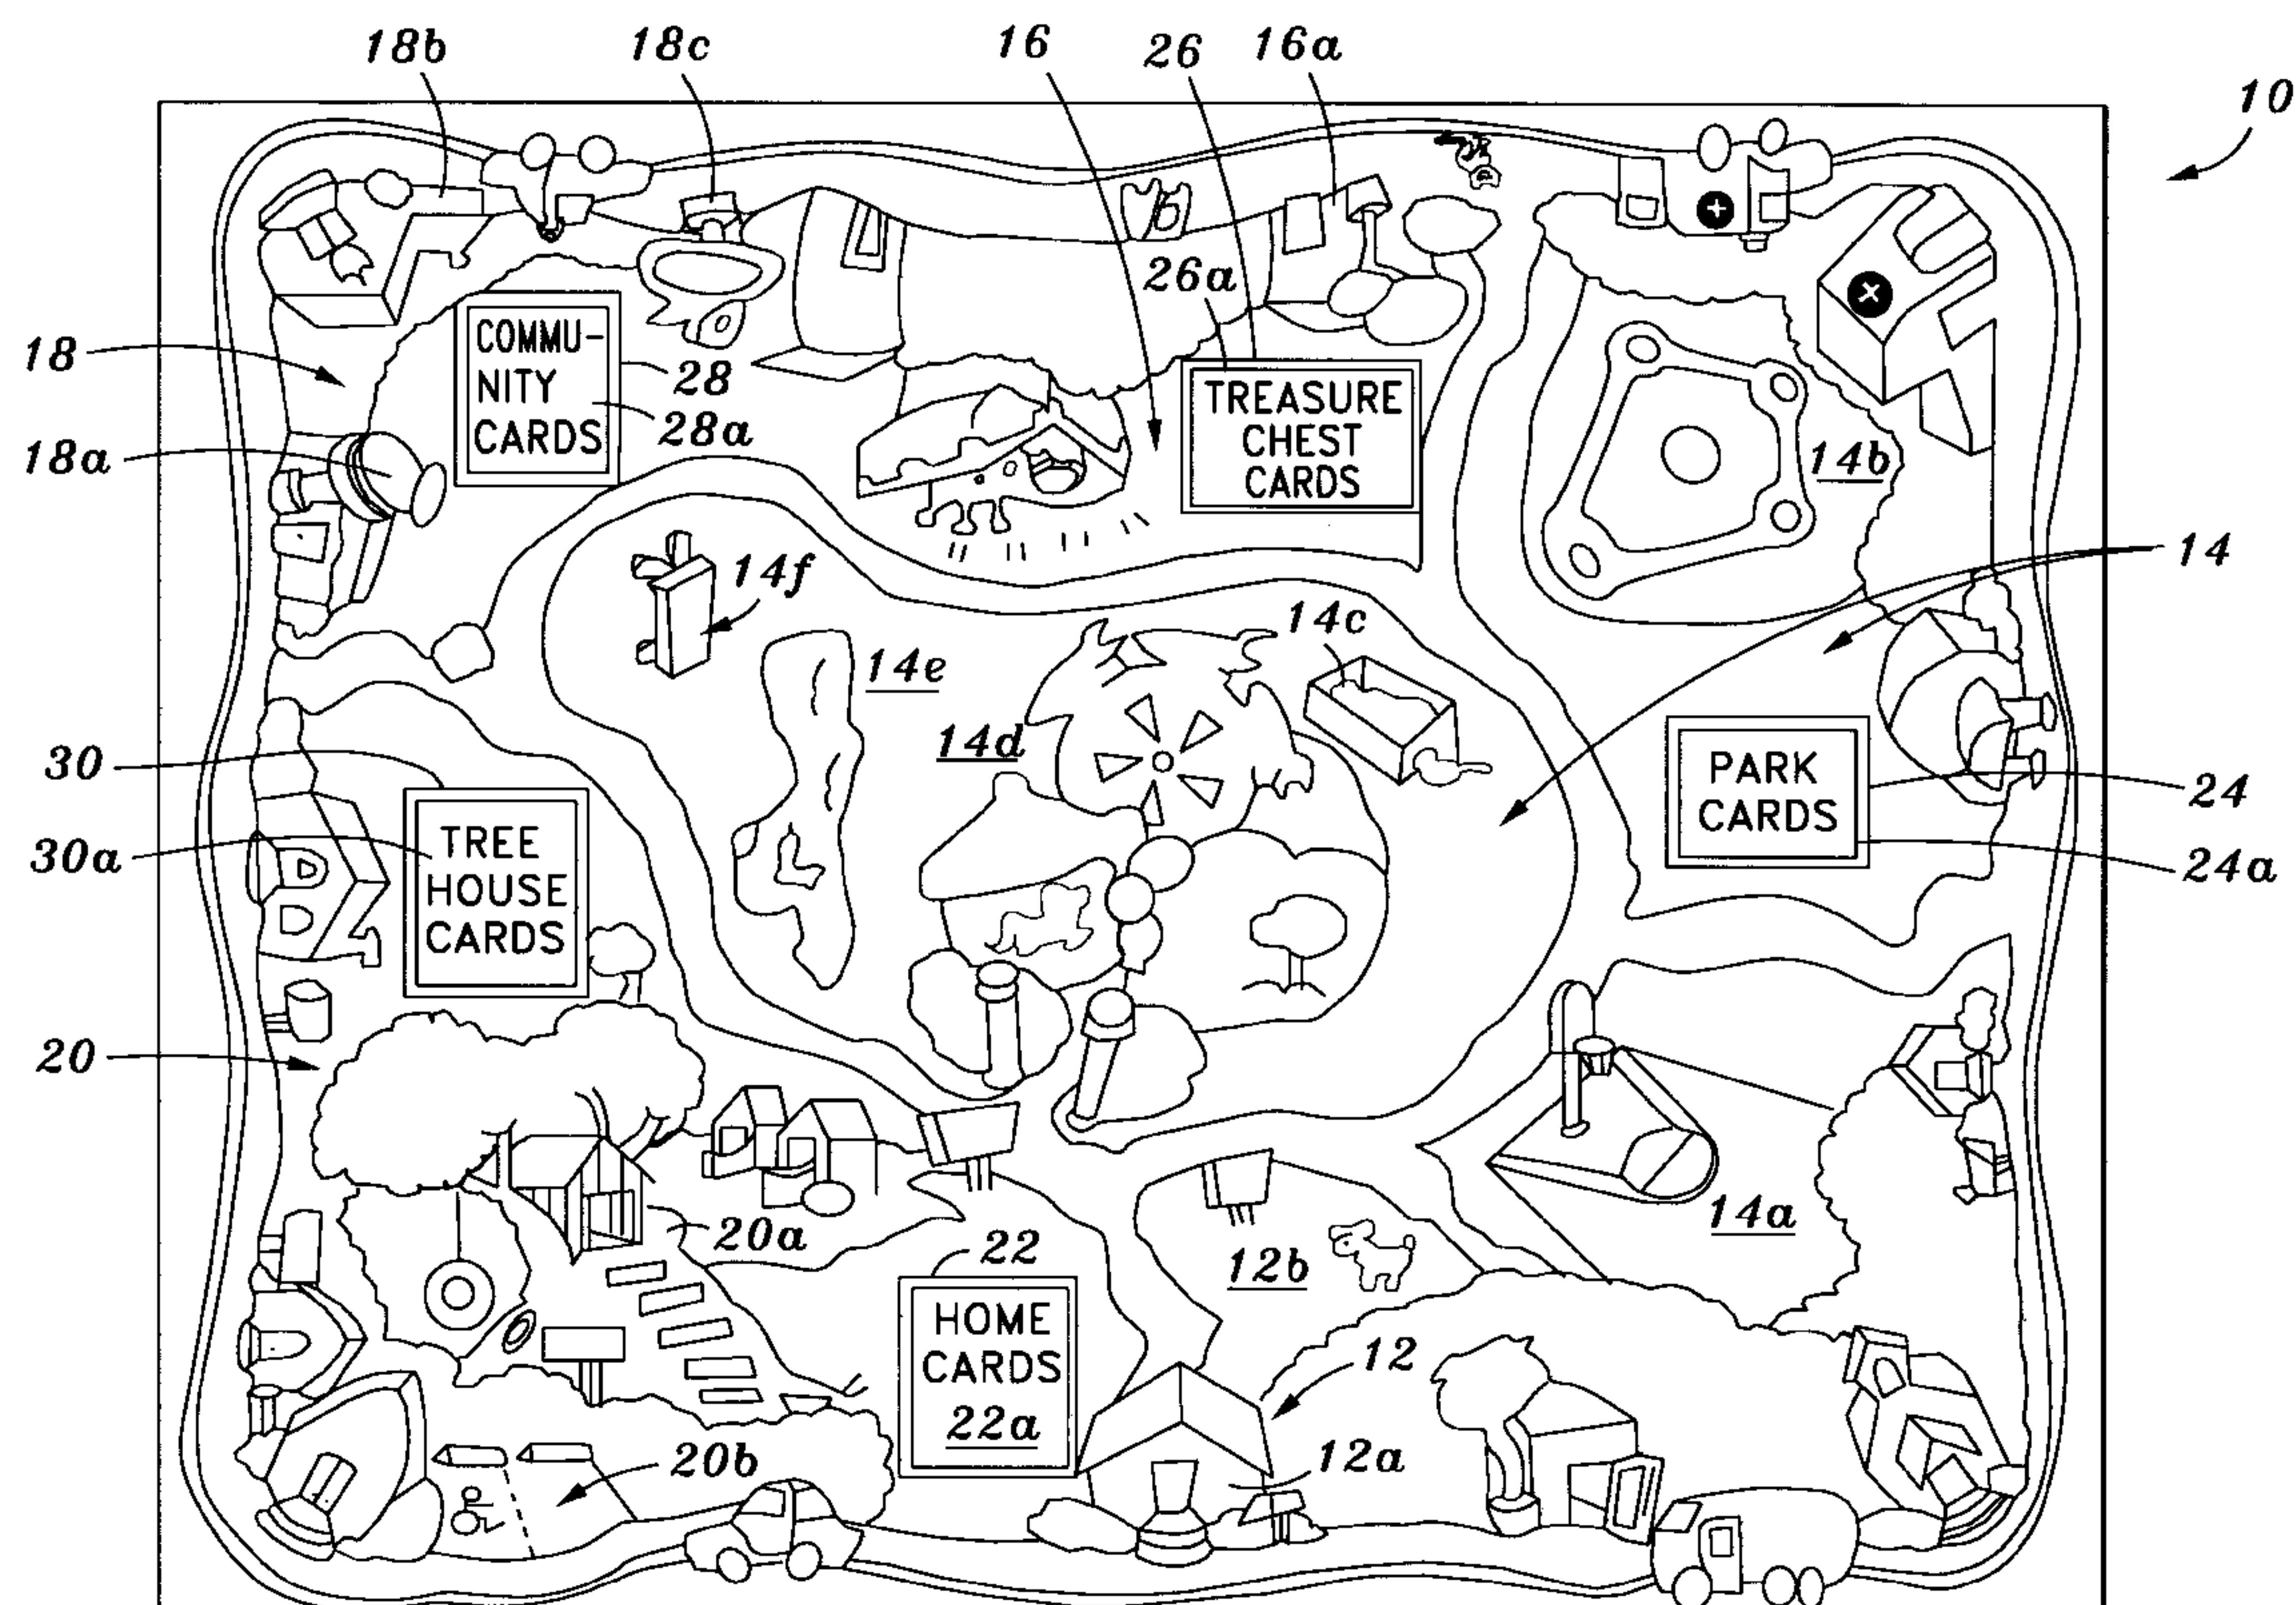 18b
18c
16
26
16a
10
26a
18
COMMU-
NITY
CARDS
28
28a
TREASURE
CHEST
CARDS
18a
14b
14
14f
14c
14e
14d
30
PARK
CARDS
24
24a
30a
TREE
HOUSE
CARDS
20
14a
20a
22
12b
HOME
CARDS
22a
12
12a
20b